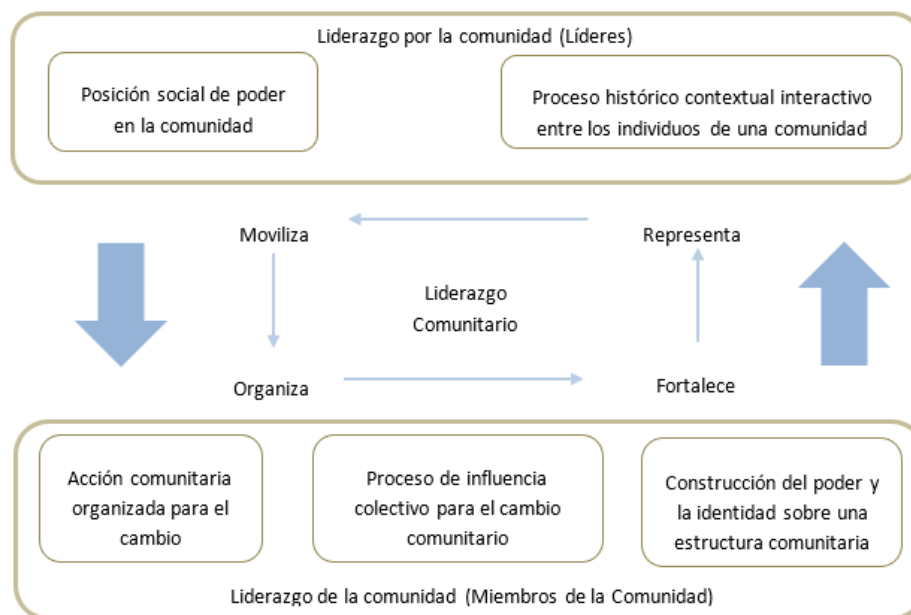 Liderazgo por la comunidad (Líderes)
Posición social de poder
en la comunidad
Proceso histórico contextual interactivo
entre los individuos de una comunidad
Moviliza
Representa
Liderazgo
Comunitario
Organiza
Fortalece
Acción comunitaria
organizada para el
cambio
Proceso de influencia
colectivo para el cambio
comunitario
Construcción del poder y
la identidad sobre una
estructura comunitaria
Liderazgo de la comunidad (Miembros de la Comunidad)